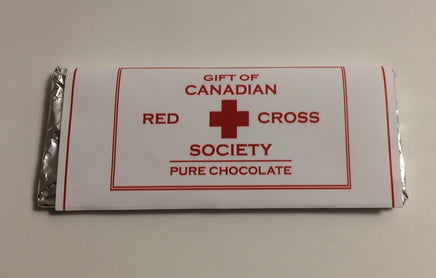 GIFT OF
CANADIAN
RED CROSS
SOCIETY
PURE CHOCOLATE